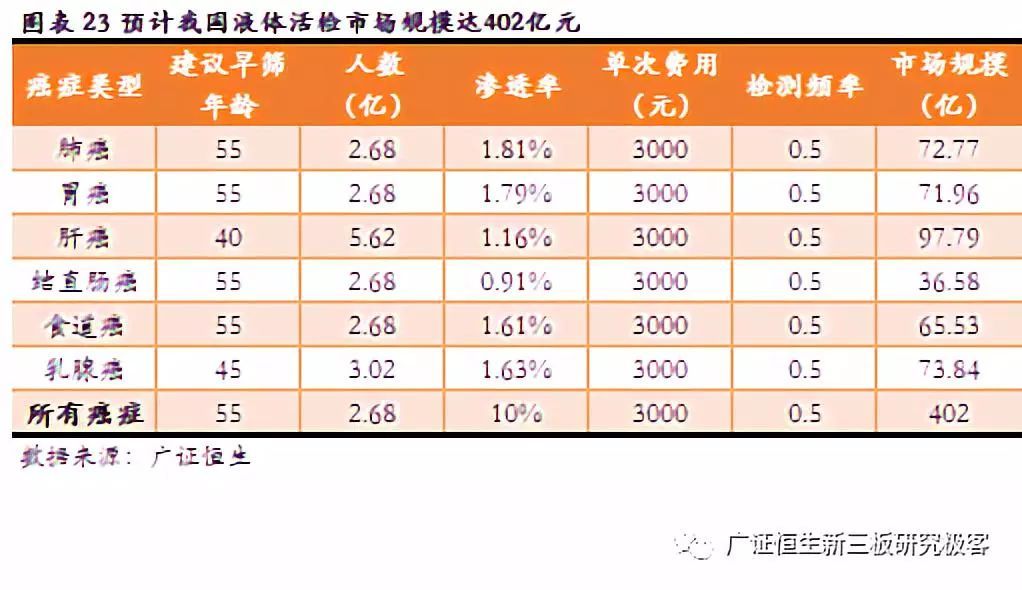 图表 23 预计我国液体活检市场规模达402亿元
癌症类型 建议早筛年龄 人数(亿) 渗透率 单次费用(元) 检测频率 市场规模(亿)
肺癌 55 2.68 1.81% 3000 0.5 72.77
胃癌 55 2.68 1.79% 3000 0.5 71.96
肝癌 40 5.62 1.16% 3000 0.5 97.79
结直肠癌 55 2.68 0.91% 3000 0.5 36.58
食道癌 55 2.68 1.61% 3000 0.5 65.53
乳腺癌 45 3.02 1.63% 3000 0.5 73.84
所有癌症 55 2.68 10% 3000 0.5 402
数据来源：广证恒生
广证恒生新三板研究极客